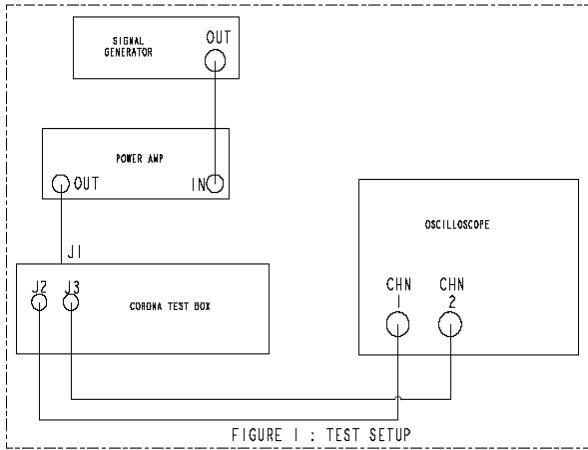 SIGNAL
GENERATOR
OUT
POWER AMP
OUT
IN
J1
J2
J3
CORONA TEST BOX
OSCILLOSCOPE
CHN
1
CHN
2
FIGURE 1 : TEST SETUP